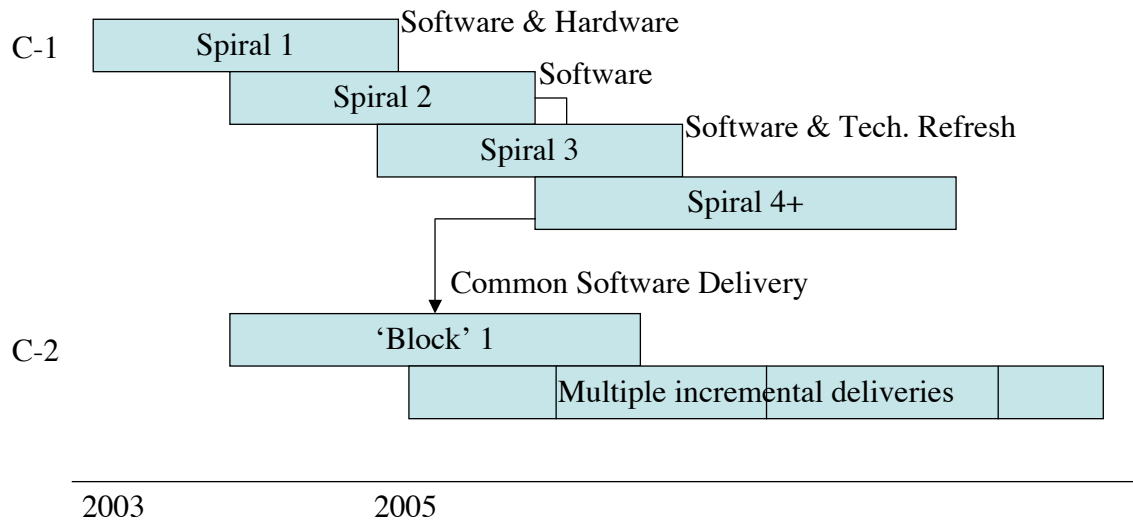 C-1
Spiral 1
Software & Hardware
Spiral 2
Software
Spiral 3
Software & Tech. Refresh
Spiral 4+
Common Software Delivery
C-2
‘Block’ 1
Multiple incremental deliveries
2003
2005